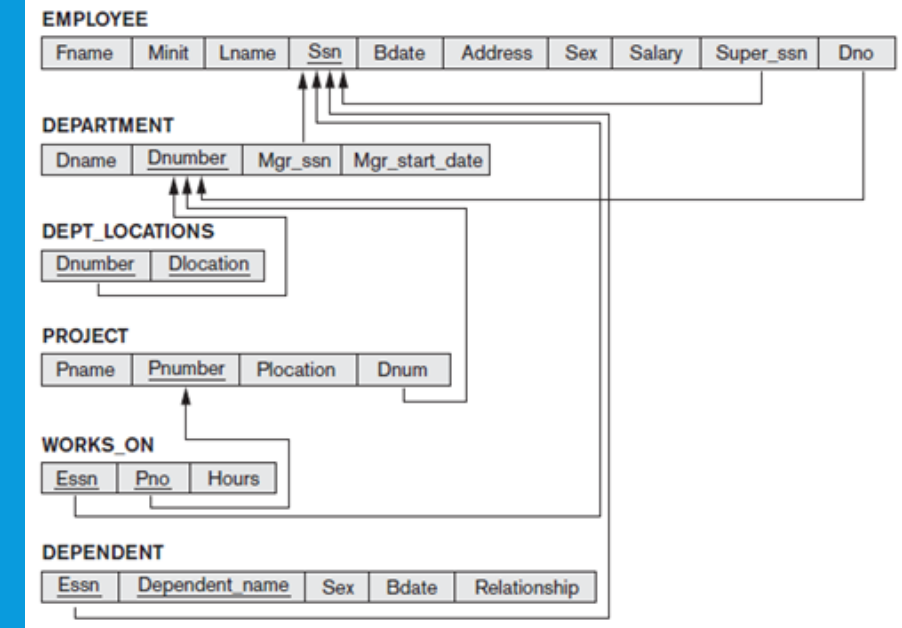 EMPLOYEE
Fname Minit Lname Ssn Bdate Address Sex Salary Super_ssn Dno
DEPARTMENT
Dname Dnumber Mgr_ssn Mgr_start_date
DEPT_LOCATIONS
Dnumber Dlocation
PROJECT
Pname Pnumber Plocation Dnum
WORKS_ON
Essn Pno Hours
DEPENDENT
Essn Dependent_name Sex Bdate Relationship